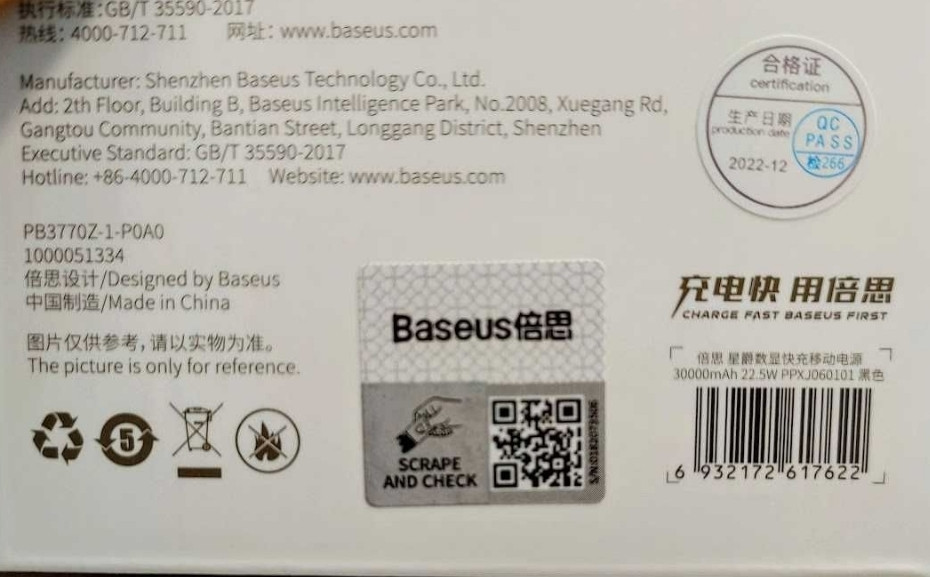 执行标准：GB/T 35590-2017
热线：4000-712-711 网址：www.baseus.com
Manufacturer: Shenzhen Baseus Technology Co., Ltd.
Add: 2th Floor, Building B, Baseus Intelligence Park, No.2008, Xuegang Rd,
Gangtou Community, Bantian Street, Longgang District, Shenzhen
Executive Standard: GB/T 35590-2017
Hotline: +86-4000-712-711 Website: www.baseus.com
PB3770Z-1-P0A0
1000051334
倍思设计/Designed by Baseus
中国制造/Made in China
图片仅供参考，请以实物为准。
The picture is only for reference.
5
合格证
certification
生产日期
production date
2022-12
QC
PASS
检266
Baseus倍思
SCRAPE
AND CHECK
充电快 用倍思
CHARGE FAST BASEUS FIRST
倍思 星爵数显快充移动电源
30000mAh 22.5W PPXJ060101 黑色
6 932172 617622